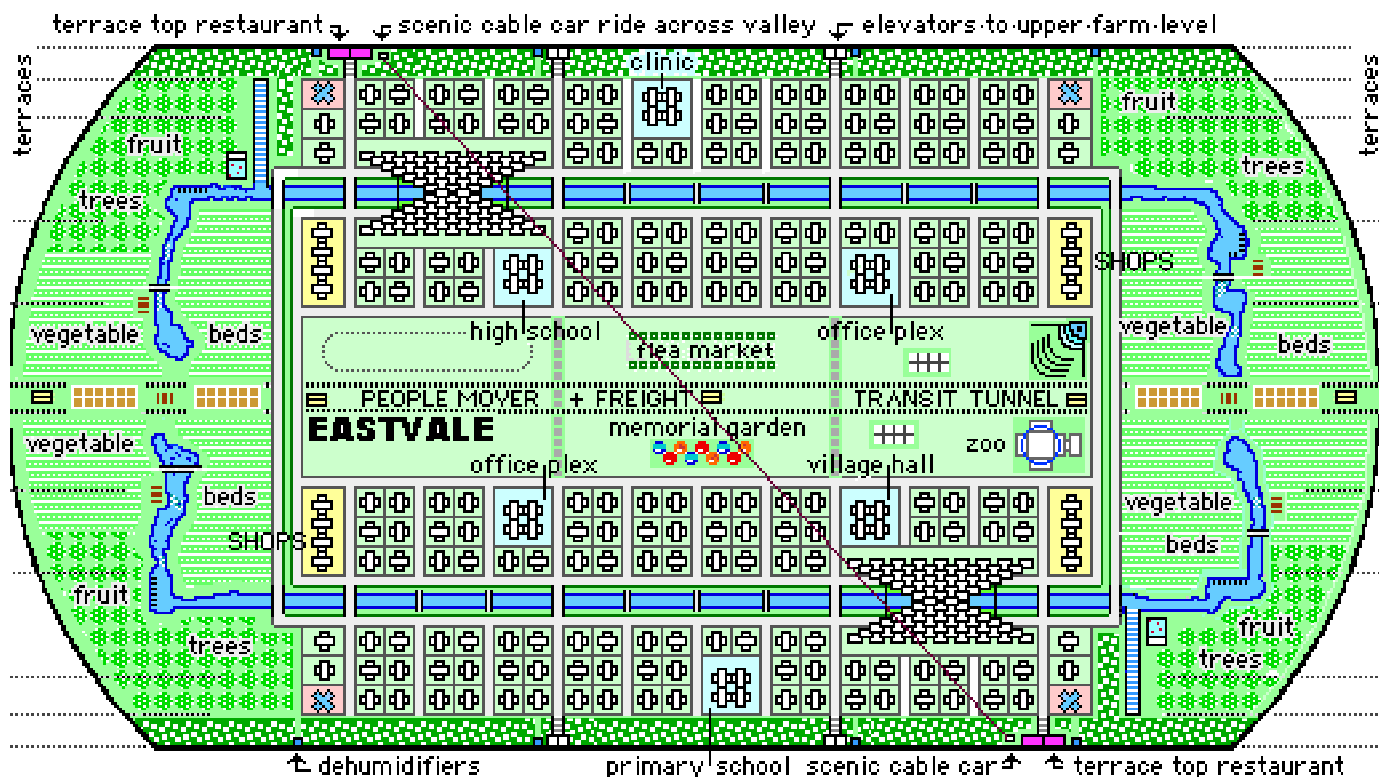 terrace top restaurant
scenic cable car ride across valley
elevators to upper farm level
terraces
terraces
clinic
fruit
trees
fruit
trees
SHOPS
vegetable
beds
high school
flea market
office plex
vegetable
beds
PEOPLE MOVER + FREIGHT
TRANSIT TUNNEL
EASTVALE
memorial garden
zoo
vegetable
beds
office plex
village hall
vegetable
beds
SHOPS
fruit
trees
fruit
trees
dehumidifiers
primary school
scenic cable car
terrace top restaurant